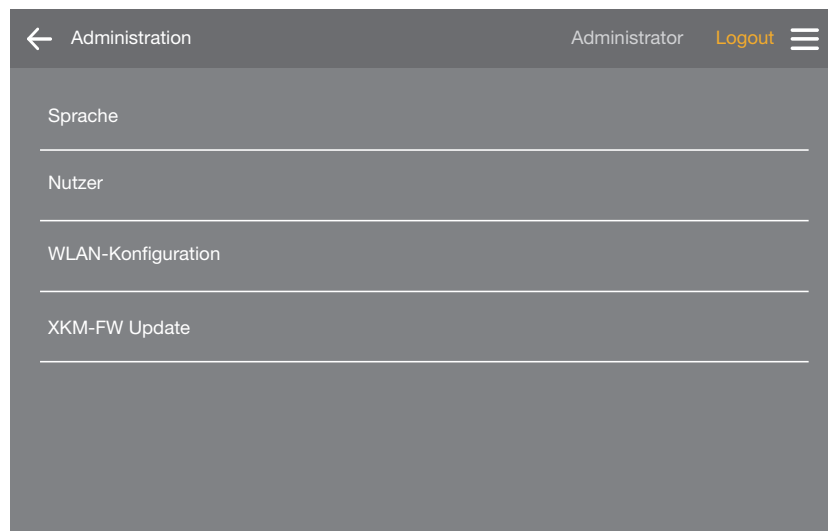 Administration Administrator Logout
Sprache
Nutzer
WLAN-Konfiguration
XKM-FW Update